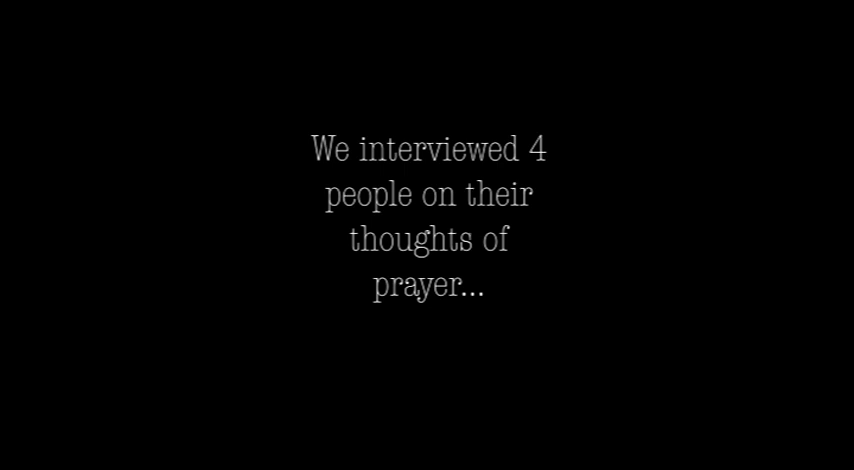 We interviewed 4
people on their
thoughts of
prayer...